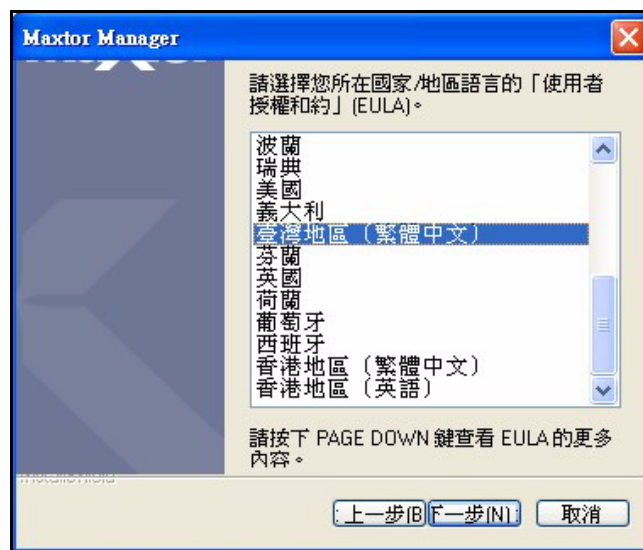 Maxtor Manager
請選擇您所在國家/地區語言的「使用者
授權和約」(EULA)。
波蘭
瑞典
美國
義大利
臺灣地區（繁體中文）
芬蘭
英國
荷蘭
葡萄牙
西班牙
香港地區（繁體中文）
香港地區（英語）
請按下 PAGE DOWN 鍵查看 EULA 的更多
內容。
InstallShield
上一步(B
下一步(N)
取消